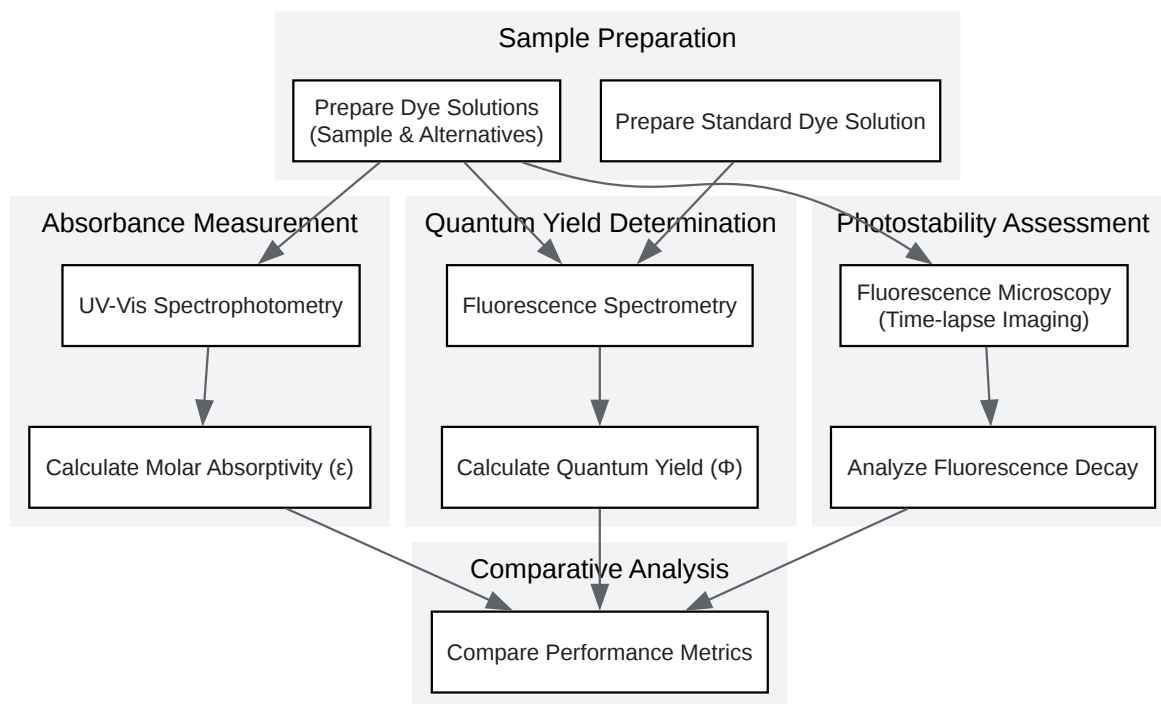 Sample Preparation
Prepare Dye Solutions
(Sample & Alternatives)
Prepare Standard Dye Solution
Absorbance Measurement
Quantum Yield Determination
Photostability Assessment
UV-Vis Spectrophotometry
Fluorescence Spectrometry
Fluorescence Microscopy
(Time-lapse Imaging)
Calculate Molar Absorptivity (ε)
Calculate Quantum Yield (Φ)
Analyze Fluorescence Decay
Comparative Analysis
Compare Performance Metrics